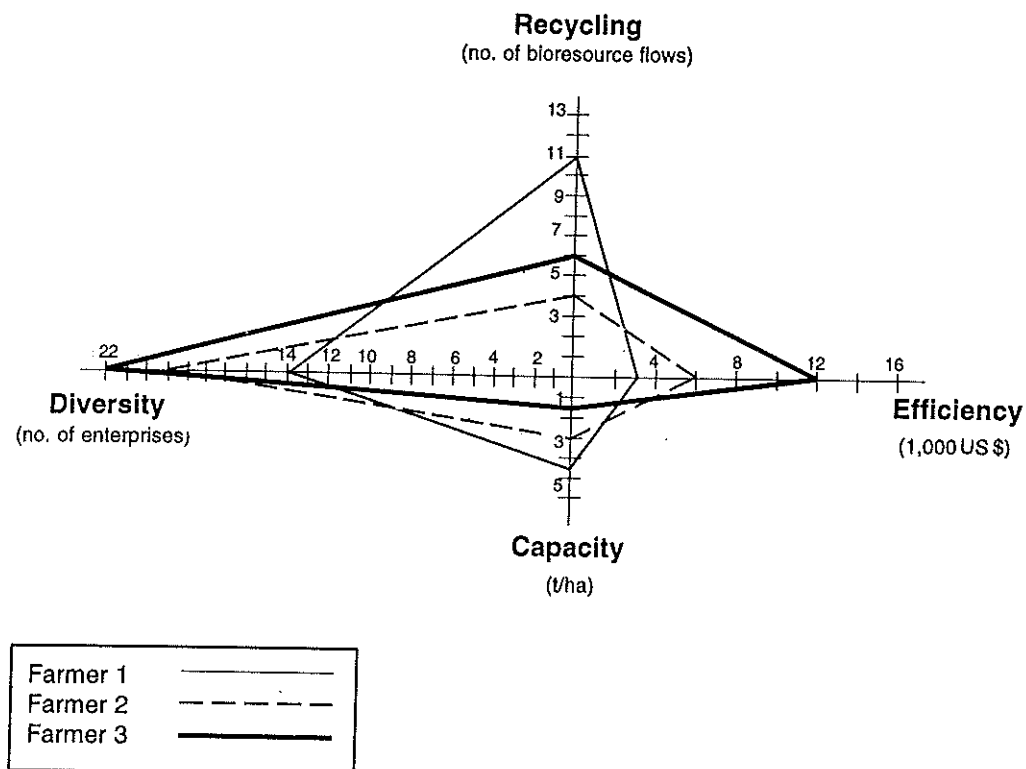 Recycling
(no. of bioresource flows)
13
11
9
7
5
3
22 14 12 10 8 6 4 2 4 8 12 16
1
3
5
Diversity
(no. of enterprises)
Efficiency
(1,000 US $)
Capacity
(t/ha)
Farmer 1
Farmer 2
Farmer 3